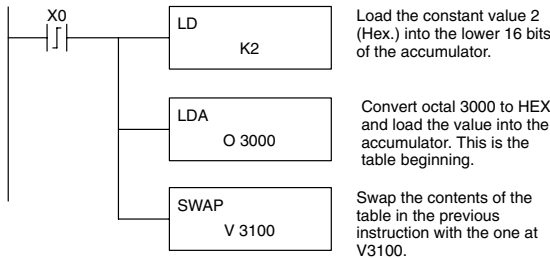 X0
LD
K2
Load the constant value 2
(Hex.) into the lower 16 bits
of the accumulator.
LDA
O 3000
Convert octal 3000 to HEX
and load the value into the
accumulator. This is the
table beginning.
SWAP
V 3100
Swap the contents of the
table in the previous
instruction with the one at
V3100.